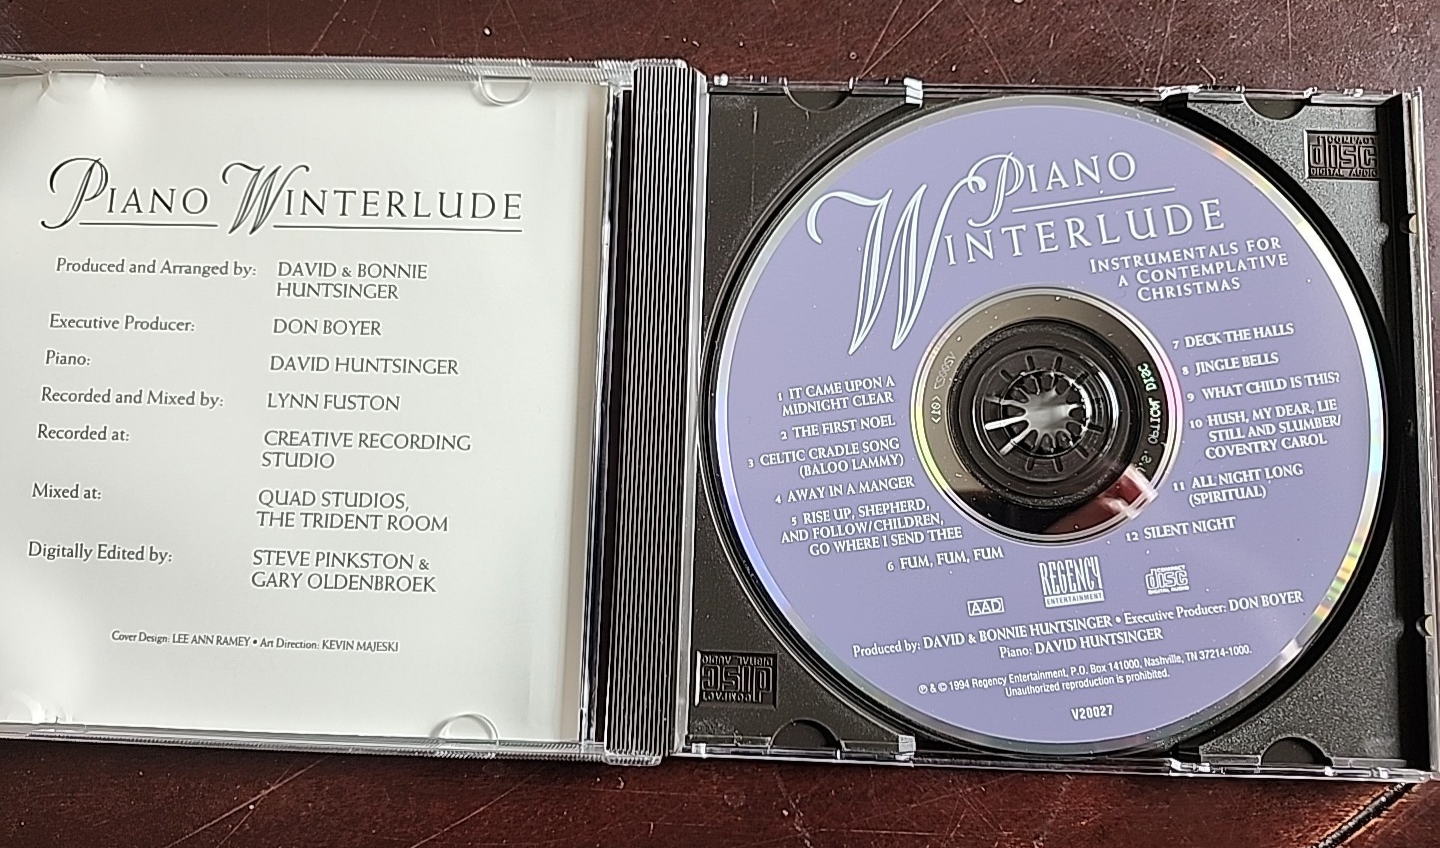 PIANO WINTERLUDE
Produced and Arranged by: DAVID & BONNIE
HUNTSINGER
Executive Producer: DON BOYER
Piano: DAVID HUNTSINGER
Recorded and Mixed by: LYNN FUSTON
Recorded at: CREATIVE RECORDING
STUDIO
Mixed at: QUAD STUDIOS,
THE TRIDENT ROOM
Digitally Edited by: STEVE PINKSTON &
GARY OLDENBROEK
Cover Design: LEE ANN RAMEY • Art Direction: KEVIN MAJESKI
PIANO
WINTERLUDE
INSTRUMENTALS FOR
A CONTEMPLATIVE
CHRISTMAS
1 IT CAME UPON A
MIDNIGHT CLEAR
2 THE FIRST NOEL
3 CELTIC CRADLE SONG
(BALOO LAMMY)
4 AWAY IN A MANGER
5 RISE UP, SHEPHERD,
AND FOLLOW/CHILDREN,
GO WHERE I SEND THEE
6 FUM, FUM, FUM
7 DECK THE HALLS
8 JINGLE BELLS
9 WHAT CHILD IS THIS?
10 HUSH, MY DEAR, LIE
STILL AND SLUMBER/
COVENTRY CAROL
11 ALL NIGHT LONG
(SPIRITUAL)
12 SILENT NIGHT
AAD
REGENCY
ENTERTAINMENT
COMPACT
disc
DIGITAL AUDIO
Produced by: DAVID & BONNIE HUNTSINGER • Executive Producer: DON BOYER
Piano: DAVID HUNTSINGER
℗ & © 1994 Regency Entertainment, P.O. Box 141000, Nashville, TN 37214-1000.
Unauthorized reproduction is prohibited.
V20027
COMPACT
disc
DIGITAL AUDIO
COMPACT
disc
DIGITAL AUDIO